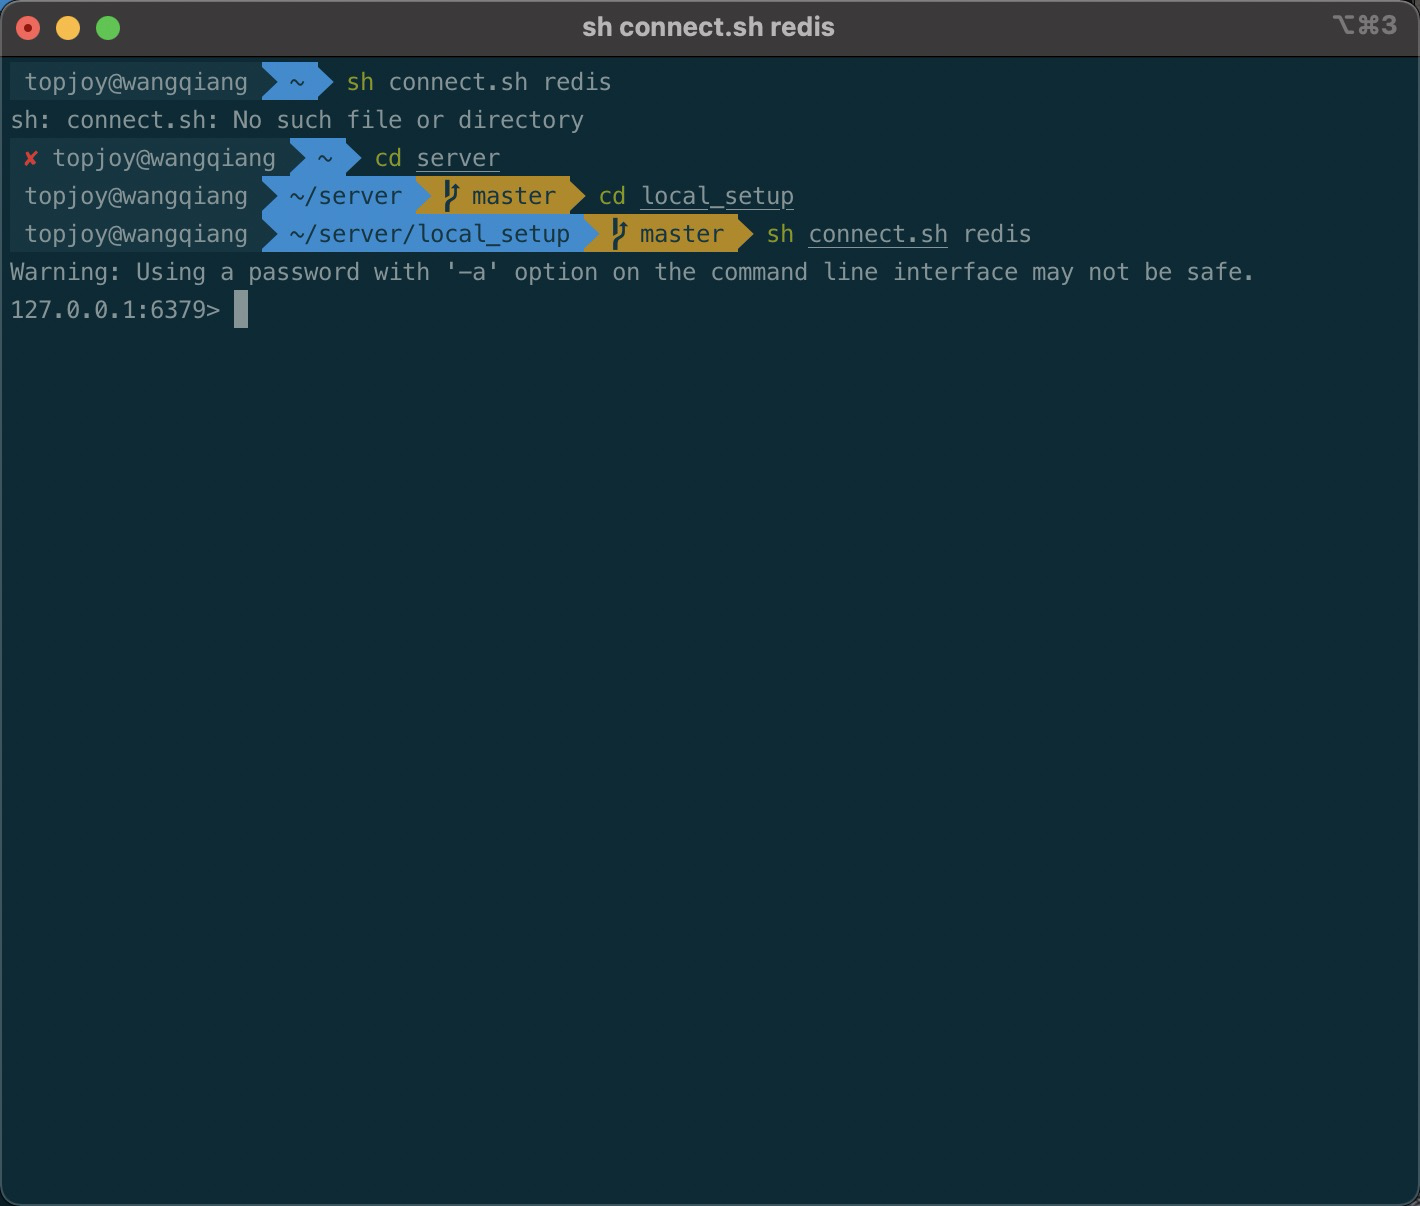 sh connect.sh redis
⌥⌘3
topjoy@wangqiang ~ sh connect.sh redis
sh: connect.sh: No such file or directory
✘ topjoy@wangqiang ~ cd server
topjoy@wangqiang ~/server master cd local_setup
topjoy@wangqiang ~/server/local_setup master sh connect.sh redis
Warning: Using a password with '-a' option on the command line interface may not be safe.
127.0.0.1:6379>